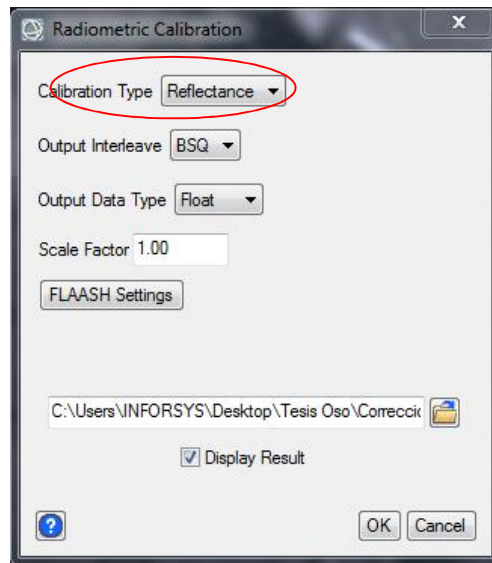 Radiometric Calibration
X
Calibration Type Reflectance
Output Interleave BSQ
Output Data Type Float
Scale Factor 1.00
FLAASH Settings
C:\Users\INFORSYS\Desktop\Tesis Oso\Correccic
Display Result
? OK Cancel